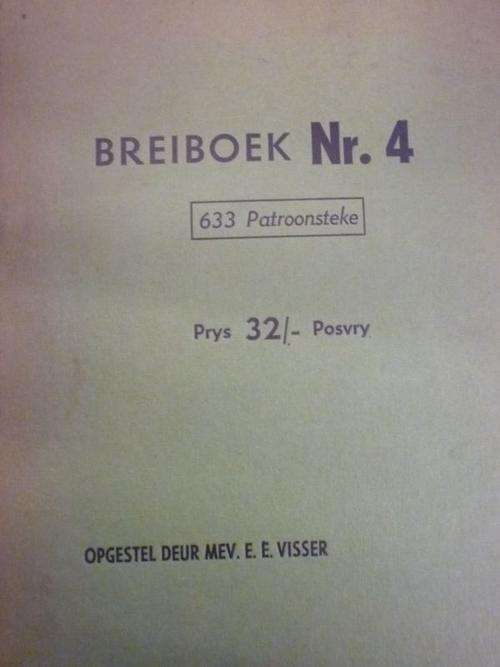 BREIBOEK Nr. 4
633 Patroonsteke
Prys 32/- Posvry
OPGESTEL DEUR MEV. E. E. VISSER